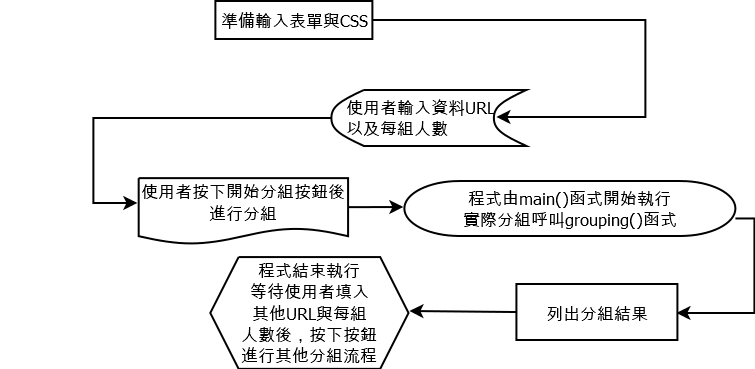 準備輸入表單與CSS
使用者輸入資料URL
以及每組人數
使用者按下開始分組按鈕後
進行分組
程式由main()函式開始執行
實際分組呼叫grouping()函式
列出分組結果
程式結束執行
等待使用者填入
其他URL與每組
人數後，按下按鈕
進行其他分組流程